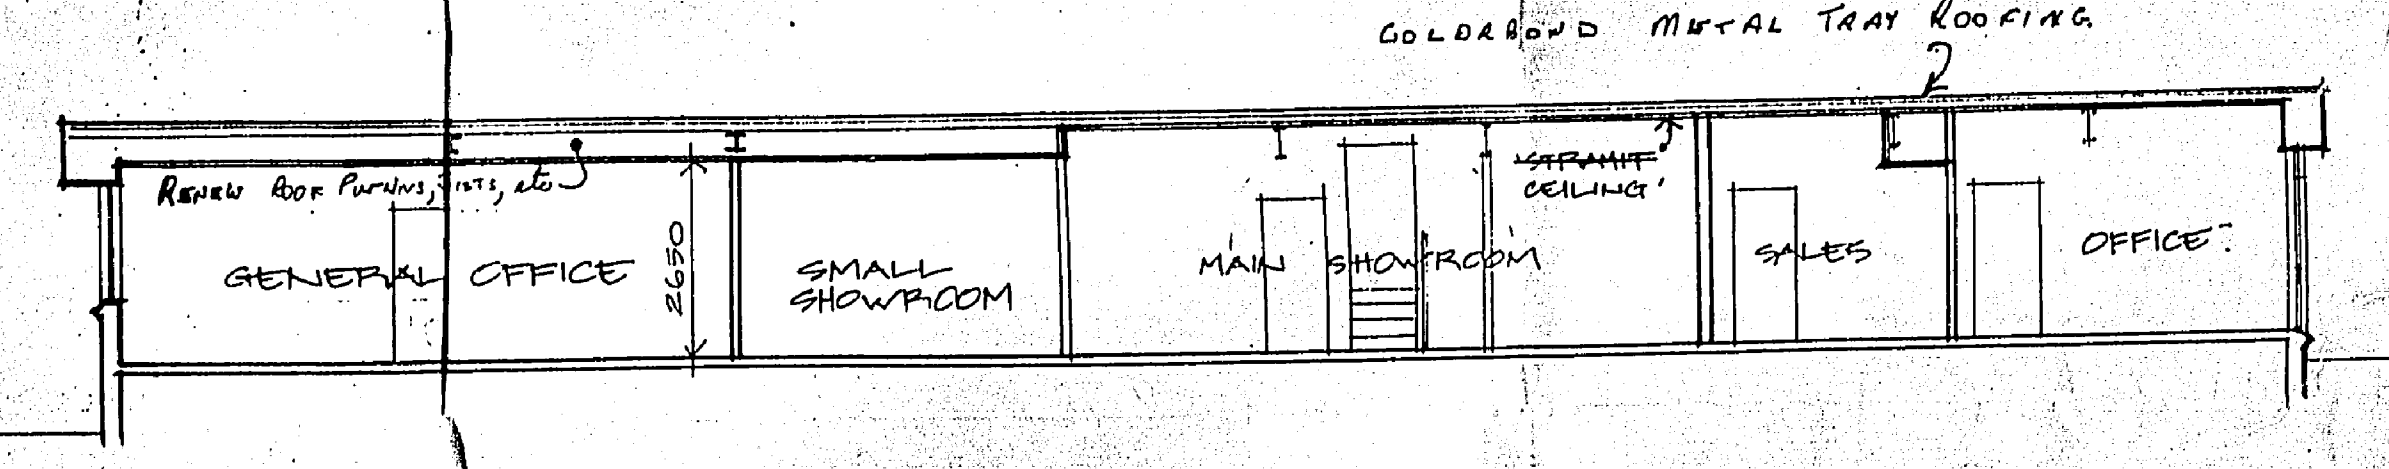 COLORBOND METAL TRAY ROOFING
RENEW ROOF PURLINS, JISTS, etc
STRAMIT
CEILING
GENERAL OFFICE
2650
SMALL
SHOWROOM
MAIN SHOWROOM
SALES
OFFICE